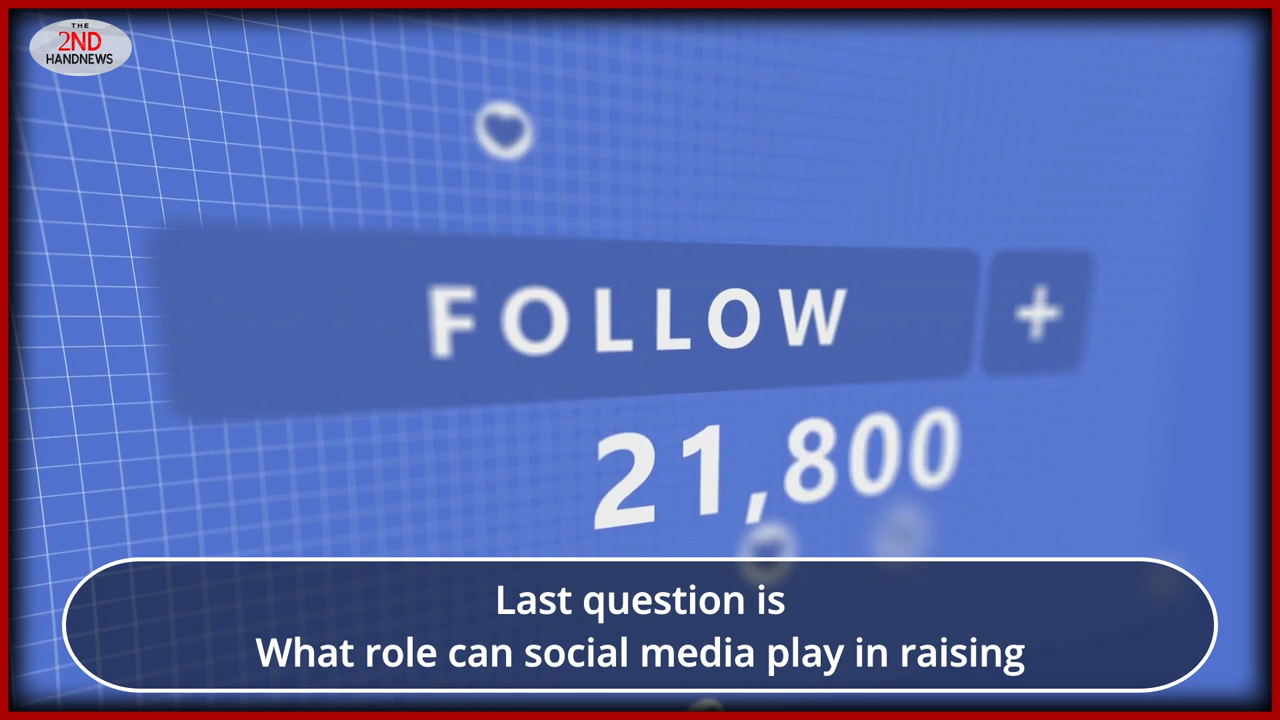 THE
2ND
HANDNEWS
FOLLOW +
21,800
Last question is
What role can social media play in raising